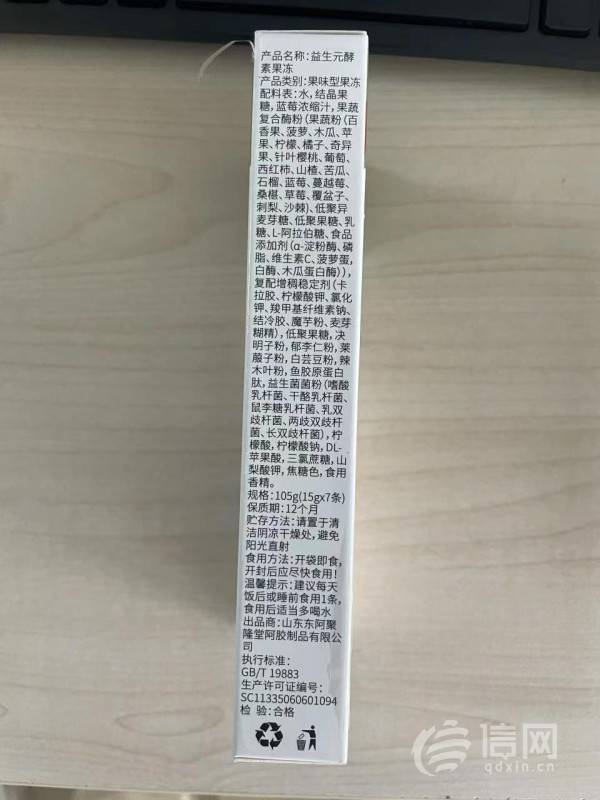 产品名称:益生元酵
素果冻
产品类别:果味型果冻
配料表:水,结晶果
糖,蓝莓浓缩汁,果蔬
复合酶粉(果蔬粉(百
香果、菠萝、木瓜、苹
果、柠檬、橘子、奇异
果、针叶樱桃、葡萄、
西红柿、山楂、苦瓜、
石榴、蓝莓、蔓越莓、
桑椹、草莓、覆盆子、
刺梨、沙棘)、低聚异
麦芽糖、低聚果糖、乳
糖、L-阿拉伯糖、食品
添加剂(α-淀粉酶、磷
脂、维生素C、菠萝蛋,
白酶、木瓜蛋白酶)),
复配增稠稳定剂(卡
拉胶、柠檬酸钾、氯化
钾、羧甲基纤维素钠、
结冷胶、魔芋粉、麦芽
糊精),低聚果糖,决
明子粉,郁李仁粉,莱
菔子粉,白芸豆粉,辣
木叶粉,鱼胶原蛋白
肽,益生菌菌粉(嗜酸
乳杆菌、干酪乳杆菌、
鼠李糖乳杆菌、乳双
歧杆菌、两歧双歧杆
菌、长双歧杆菌),柠
檬酸,柠檬酸钠,DL-
苹果酸,三氯蔗糖,山
梨酸钾,焦糖色,食用
香精。
规格:105g(15gx7条)
保质期:12个月
贮存方法:请置于清
洁阴凉干燥处,避免
阳光直射
食用方法:开袋即食,
开封后应尽快食用!
温馨提示:建议每天
饭后或睡前食用1条,
食用后适当多喝水
出品商:山东东阿聚
隆堂阿胶制品有限公
司
执行标准:
GB/T 19883
生产许可证编号:
SC11335060601094
检 验:合格
信网
qdxin.cn